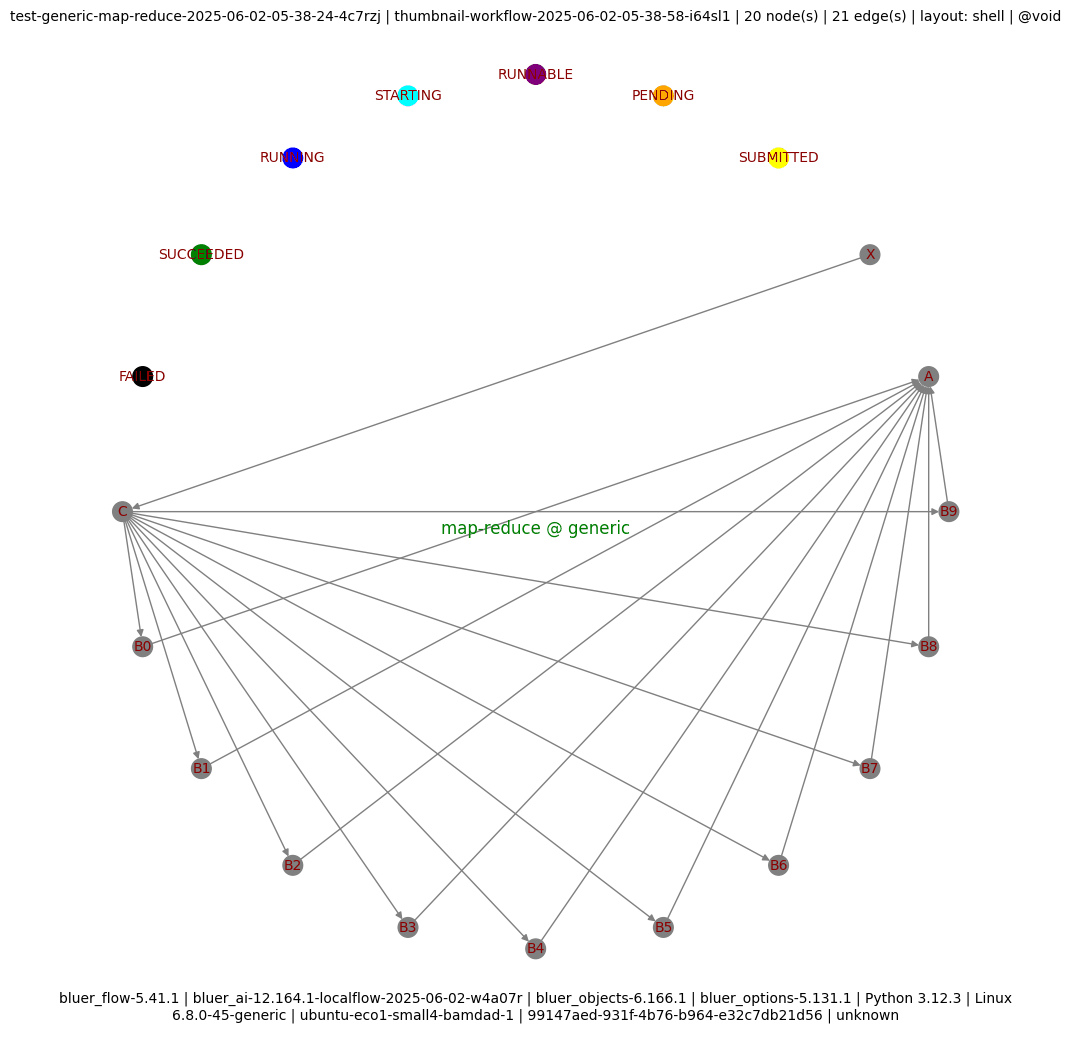 test-generic-map-reduce-2025-06-02-05-38-24-4c7rzj | thumbnail-workflow-2025-06-02-05-38-58-i64sl1 | 20 node(s) | 21 edge(s) | layout: shell | @void
RUNNABLE
STARTING
PENDING
RUNNING
SUBMITTED
SUCCEEDED
X
FAILED
A
C
B9
map-reduce @ generic
B0
B8
B1
B7
B2
B6
B3
B5
B4
bluer_flow-5.41.1 | bluer_ai-12.164.1-localflow-2025-06-02-w4a07r | bluer_objects-6.166.1 | bluer_options-5.131.1 | Python 3.12.3 | Linux
6.8.0-45-generic | ubuntu-eco1-small4-bamdad-1 | 99147aed-931f-4b76-b964-e32c7db21d56 | unknown